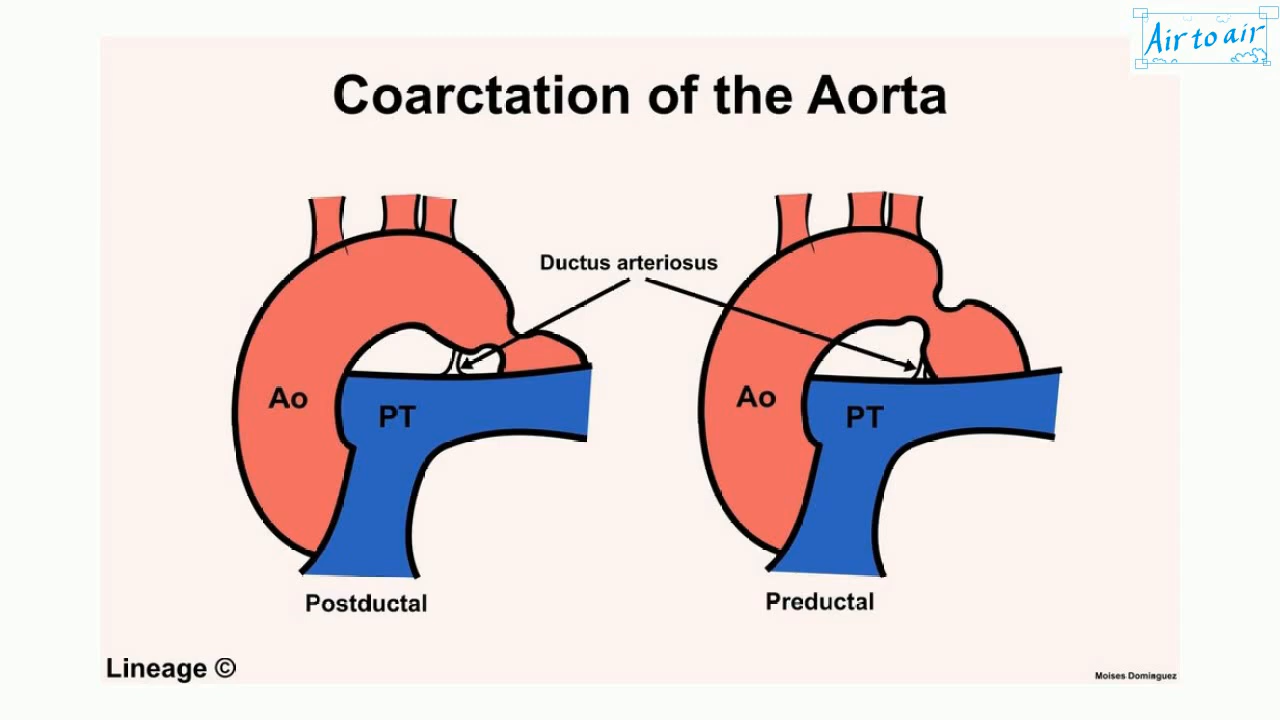 Air to air
Coarctation of the Aorta
Ductus arteriosus
Ao
PT
Ao
PT
Postductal
Preductal
Lineage ©
Moises Dominguez